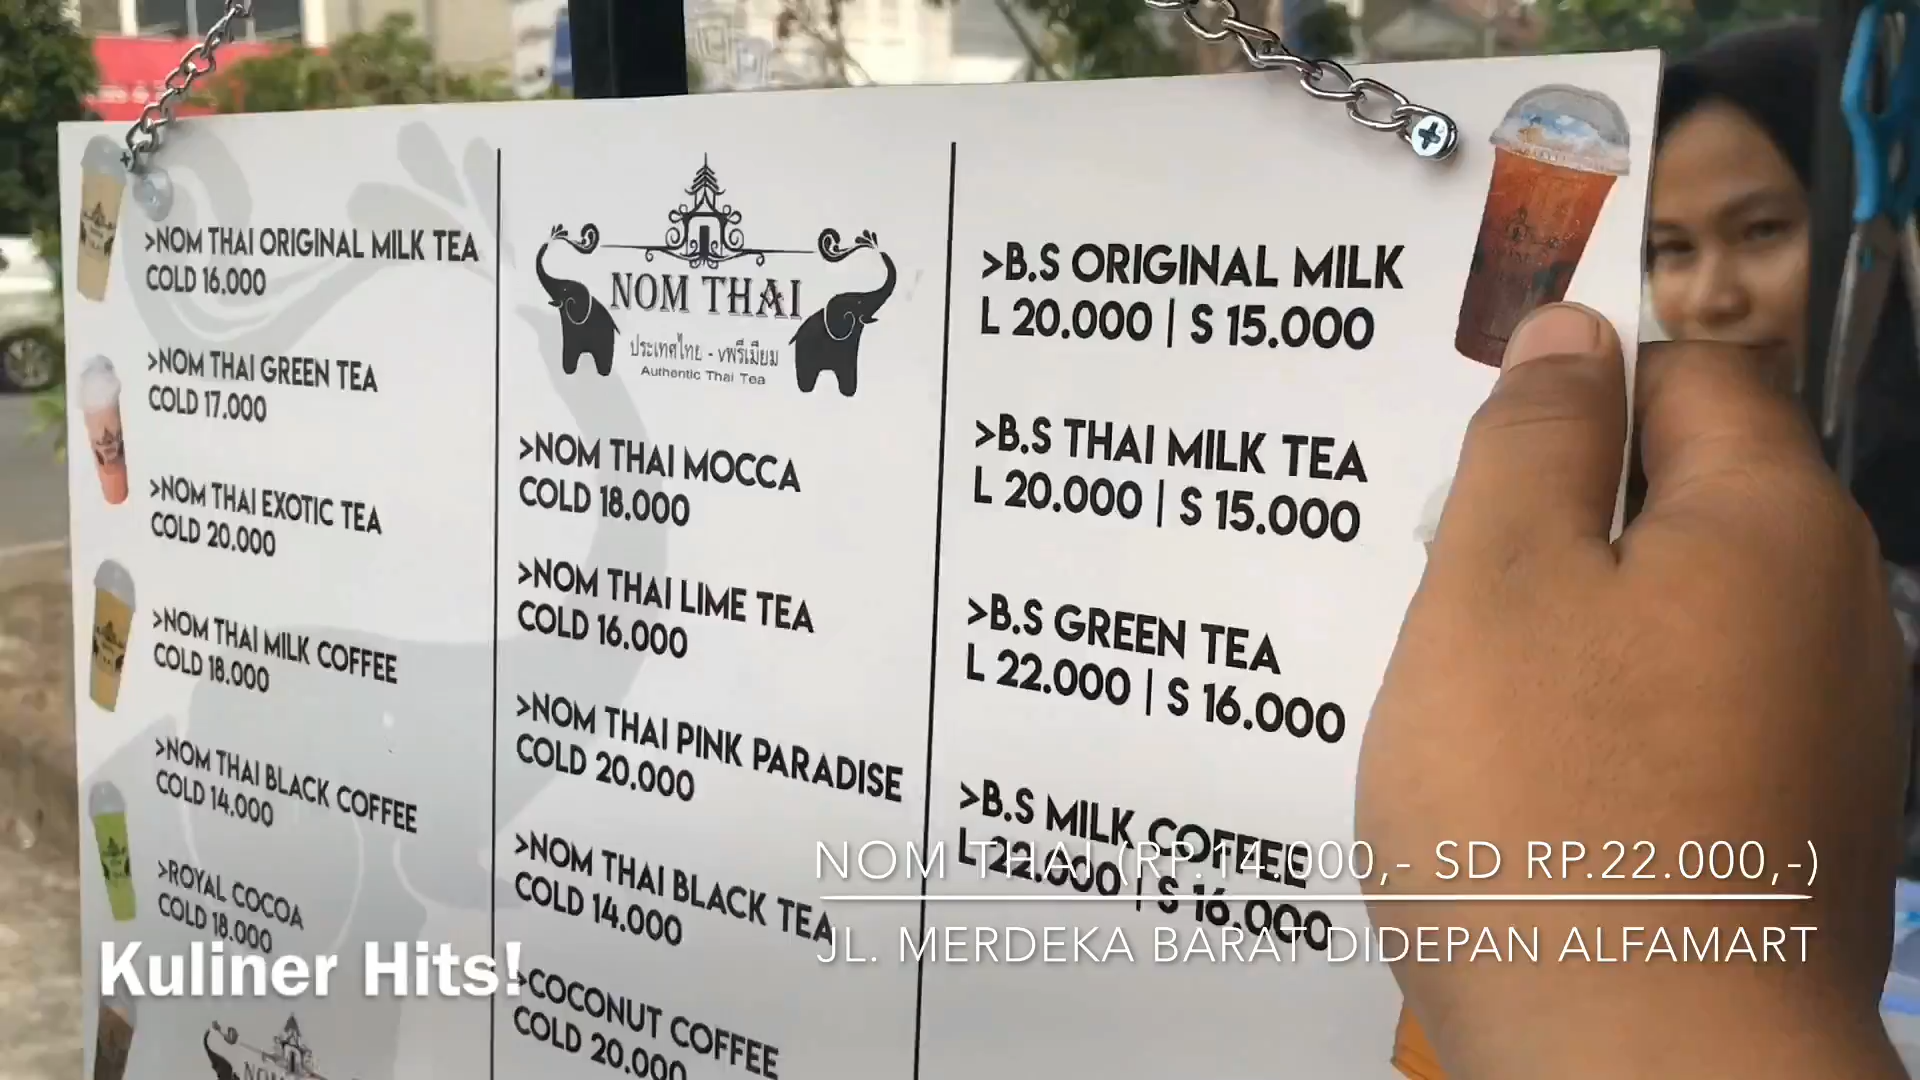 >NOM THAI ORIGINAL MILK TEA
COLD 16.000
>NOM THAI GREEN TEA
COLD 17.000
>NOM THAI EXOTIC TEA
COLD 20.000
>NOM THAI MILK COFFEE
COLD 18.000
>NOM THAI BLACK COFFEE
COLD 14.000
>ROYAL COCOA
COLD 18.000
NOM THAI
ประเทศไทย - vพรีเมียม
Authentic Thai Tea
>NOM THAI MOCCA
COLD 18.000
>NOM THAI LIME TEA
COLD 16.000
>NOM THAI PINK PARADISE
COLD 20.000
>NOM THAI BLACK TEA
COLD 14.000
>COCONUT COFFEE
COLD 20.000
>B.S ORIGINAL MILK
L 20.000 | S 15.000
>B.S THAI MILK TEA
L 20.000 | S 15.000
>B.S GREEN TEA
L 22.000 | S 16.000
>B.S MILK COFFEE
L 22.000 | S 16.000
NOM THAI (RP.14.000,- SD RP.22.000,-)
JL. MERDEKA BARAT DIDEPAN ALFAMART
Kuliner Hits!